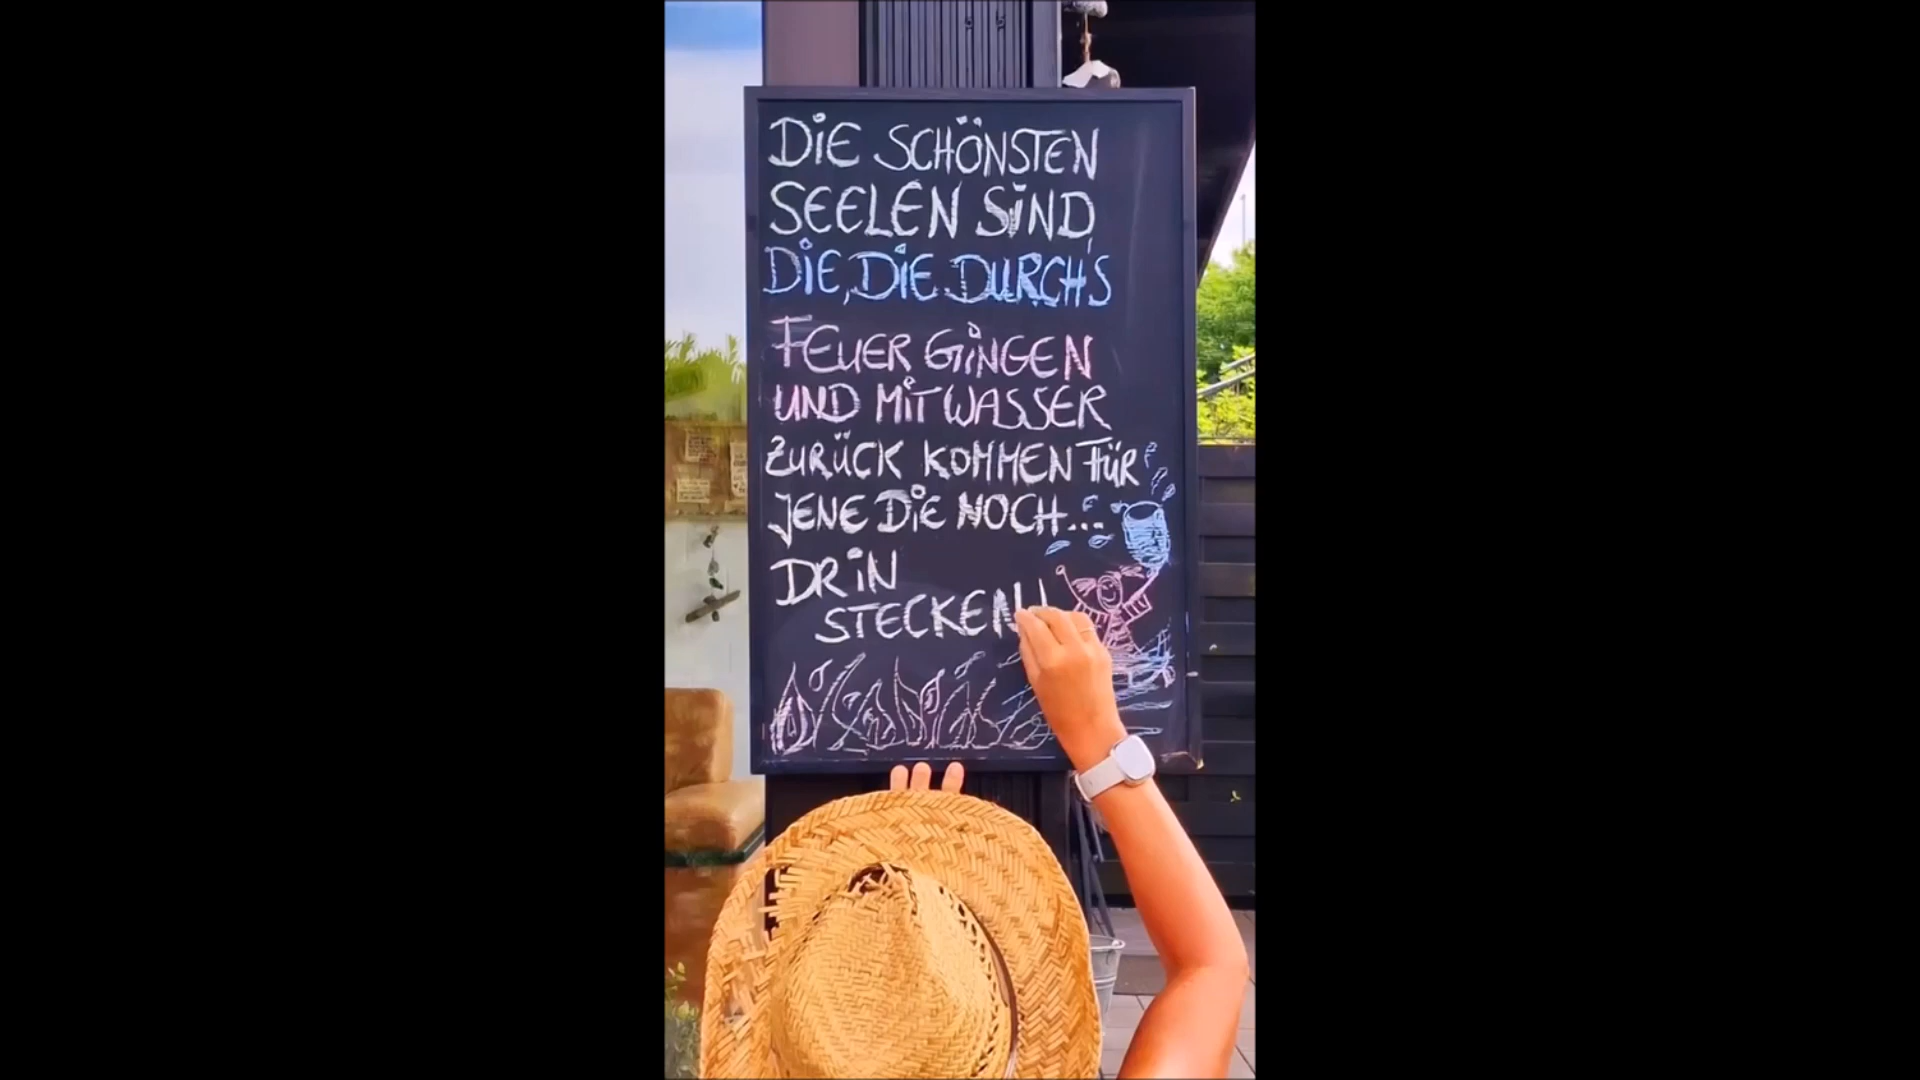 DiE SCHÖNSTEN
SEELEN SiND,
DiE, DiE DURCH'S
FEUER GiNGEN
UND MiT WASSER
ZURÜCK KOMMEN FÜR
JENE DiE NOCH...
DRiN
STECKEN!